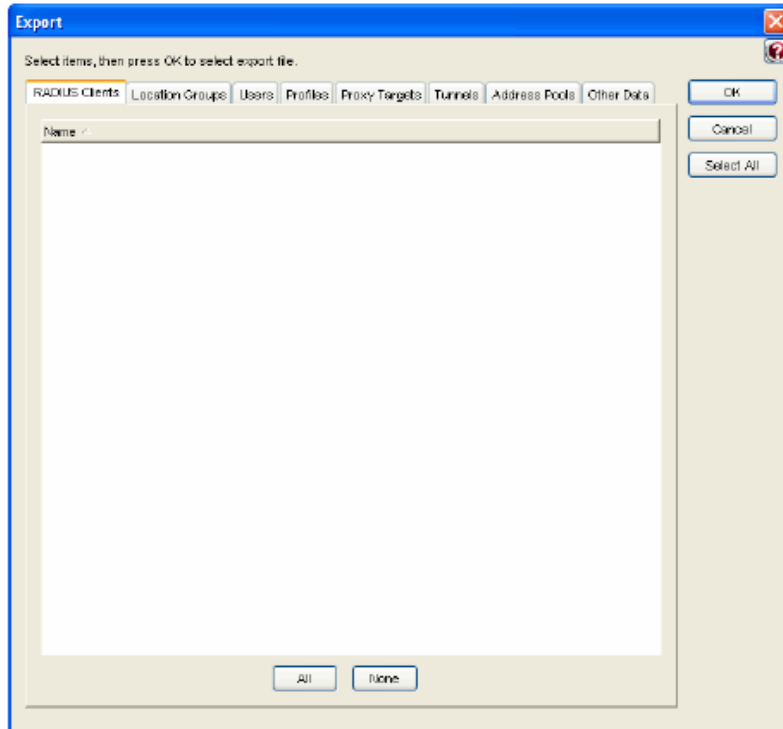 Export
Select items, then press OK to select export file.
RADIUS Clients Location Groups Users Profiles Proxy Targets Tunnels Address Pools Other Data
OK
Cancel
Select All
Name
All None